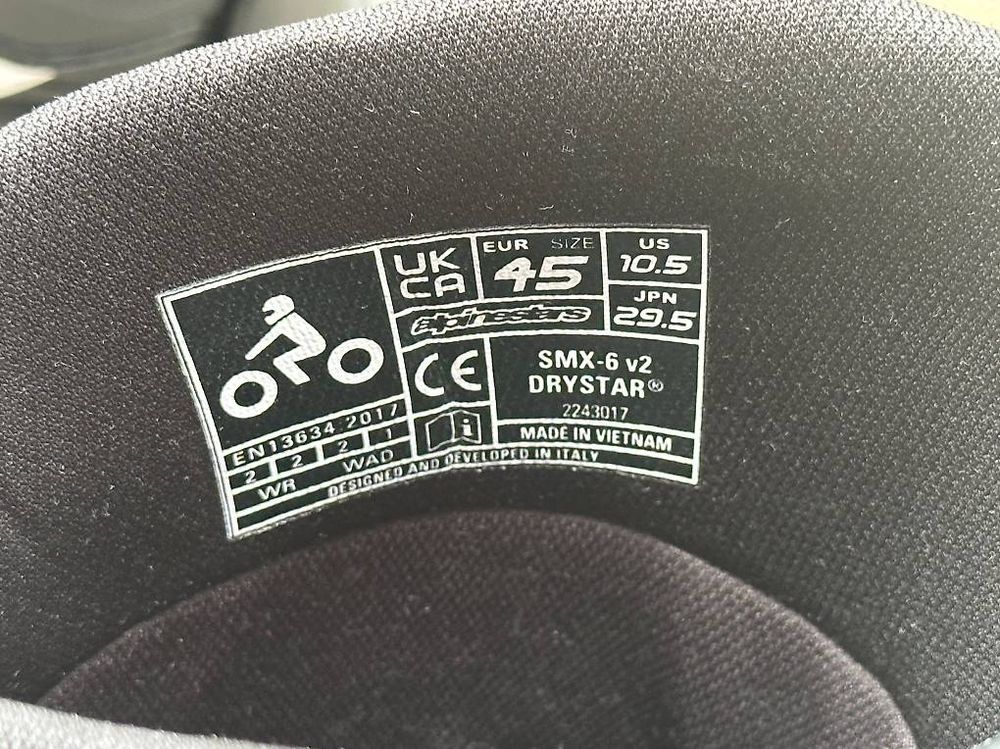 UK
CA
EUR SIZE
45
US
10.5
JPN
29.5
alpinestars
CE
SMX-6 v2
DRYSTAR®
2243017
i
MADE IN VIETNAM
EN13634:2017
2 2 2 1
WR WAD
DESIGNED AND DEVELOPED IN ITALY